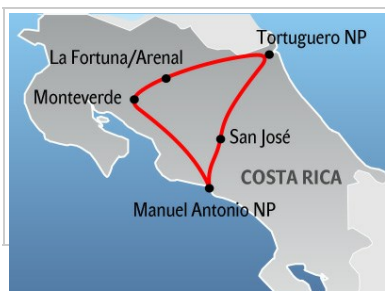 Tortuguero NP
La Fortuna/Arenal
Monteverde
San José
COSTA RICA
Manuel Antonio NP